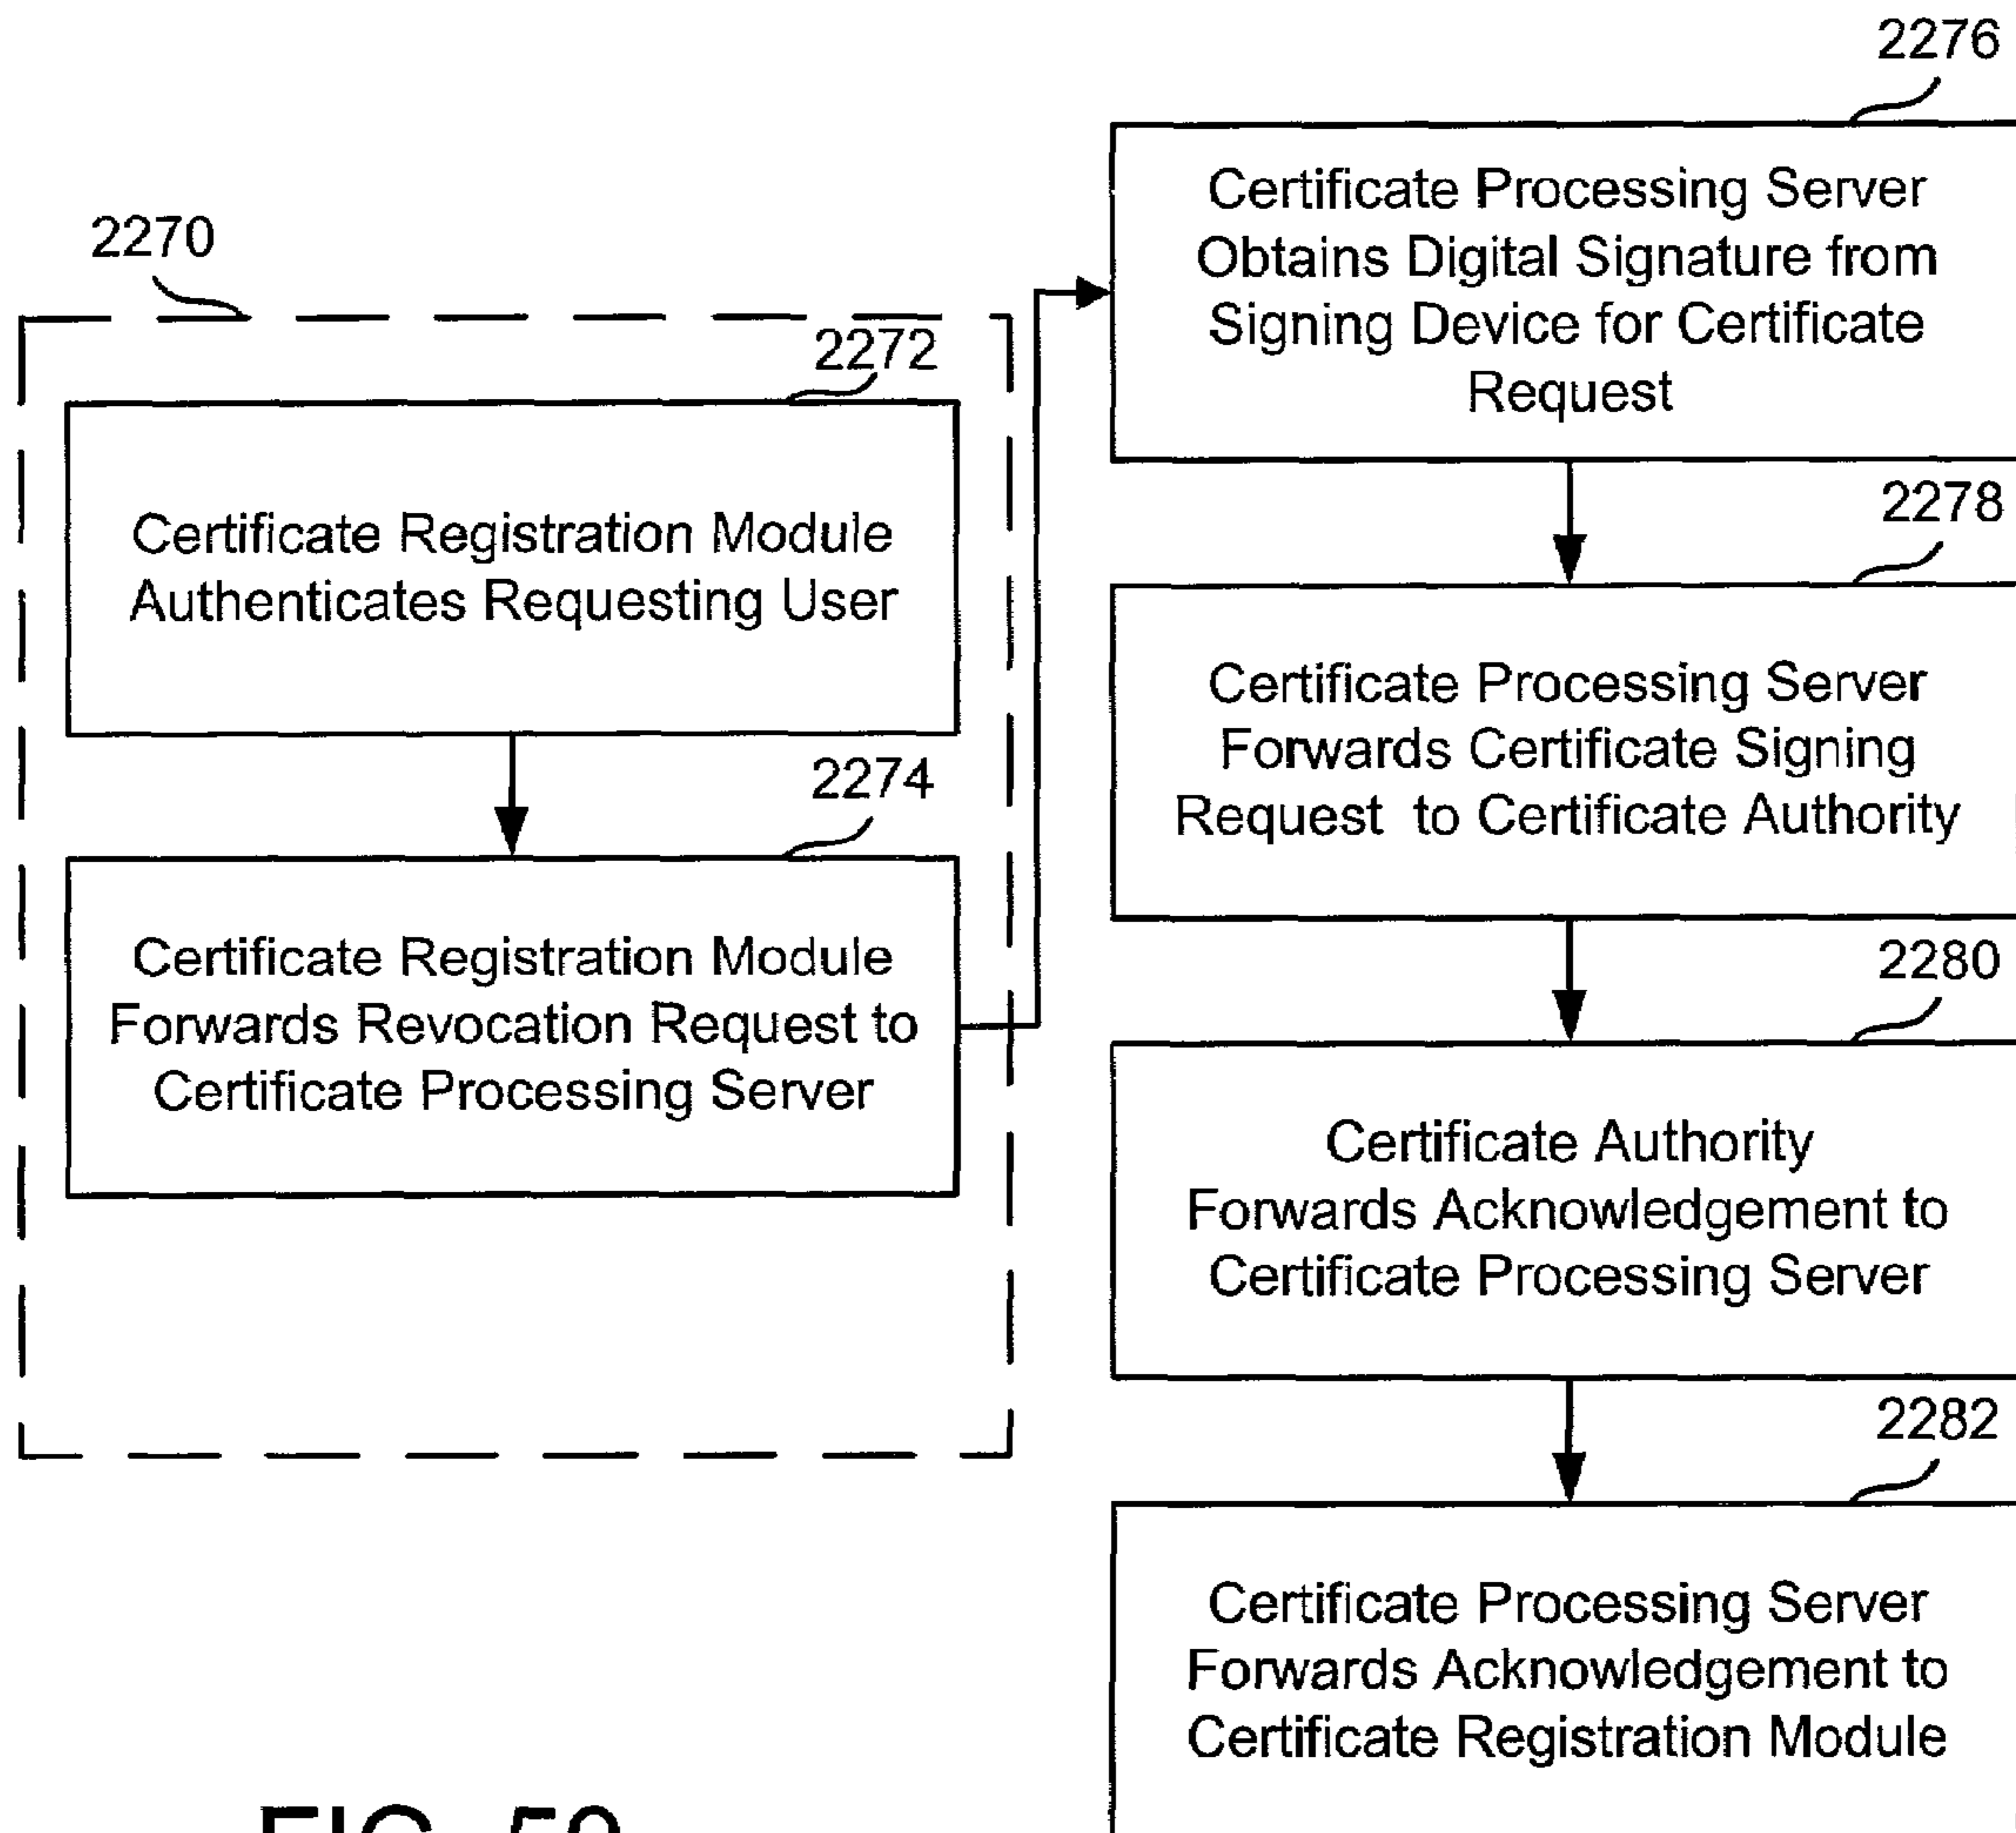 2270
2272
Certificate Registration Module
Authenticates Requesting User
2274
Certificate Registration Module
Forwards Revocation Request to
Certificate Processing Server
2276
Certificate Processing Server
Obtains Digital Signature from
Signing Device for Certificate
Request
2278
Certificate Processing Server
Forwards Certificate Signing
Request to Certificate Authority
2280
Certificate Authority
Forwards Acknowledgement to
Certificate Processing Server
2282
Certificate Processing Server
Forwards Acknowledgement to
Certificate Registration Module
FIG.